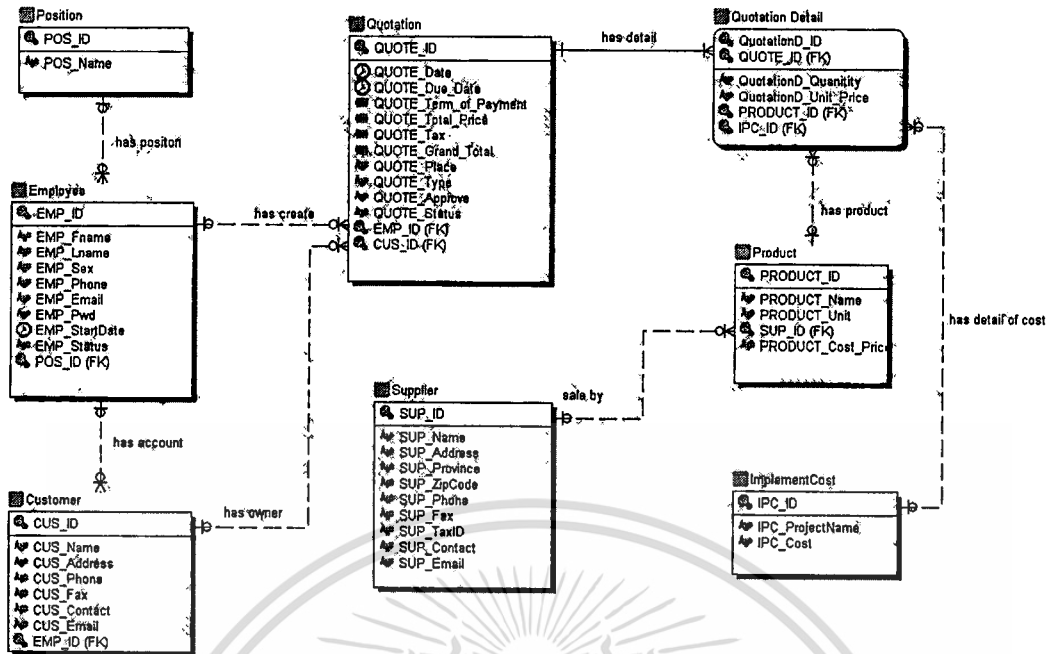 Position
POS_ID
POS_Name
has position
Employee
EMP_ID
EMP_Fname
EMP_Lname
EMP_Sex
EMP_Phone
EMP_Email
EMP_Pwd
EMP_StartDate
EMP_Status
POS_ID (FK)
has account
Customer
CUS_ID
CUS_Name
CUS_Address
CUS_Phone
CUS_Fax
CUS_Contact
CUS_Email
EMP_ID (FK)
has create
has owner
Quotation
QUOTE_ID
QUOTE_Date
QUOTE_Due_Date
QUOTE_Term_of_Payment
QUOTE_Total_Price
QUOTE_Tax
QUOTE_Grand_Total
QUOTE_Place
QUOTE_Type
QUOTE_Approve
QUOTE_Status
EMP_ID (FK)
CUS_ID (FK)
has detail
Quotation Detail
QuotationD_ID
QUOTE_ID (FK)
QuotationD_Quanitity
QuotationD_Unit_Price
PRODUCT_ID (FK)
IPC_ID (FK)
has product
Product
PRODUCT_ID
PRODUCT_Name
PRODUCT_Unit
SUP_ID (FK)
PRODUCT_Cost_Price
has detail of cost
sale by
Supplier
SUP_ID
SUP_Name
SUP_Address
SUP_Province
SUP_ZipCode
SUP_Phone
SUP_Fax
SUP_TaxID
SUP_Contact
SUP_Email
ImplementCost
IPC_ID
IPC_ProjectName
IPC_Cost